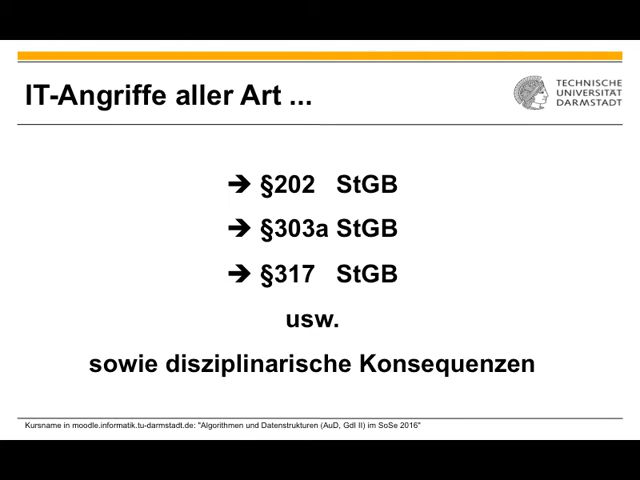 IT-Angriffe aller Art ...
TECHNISCHE
UNIVERSITÄT
DARMSTADT
➔ §202 StGB
➔ §303a StGB
➔ §317 StGB
usw.
sowie disziplinarische Konsequenzen
Kursname in moodle.informatik.tu-darmstadt.de: "Algorithmen und Datenstrukturen (AuD, GdI II) im SoSe 2016"